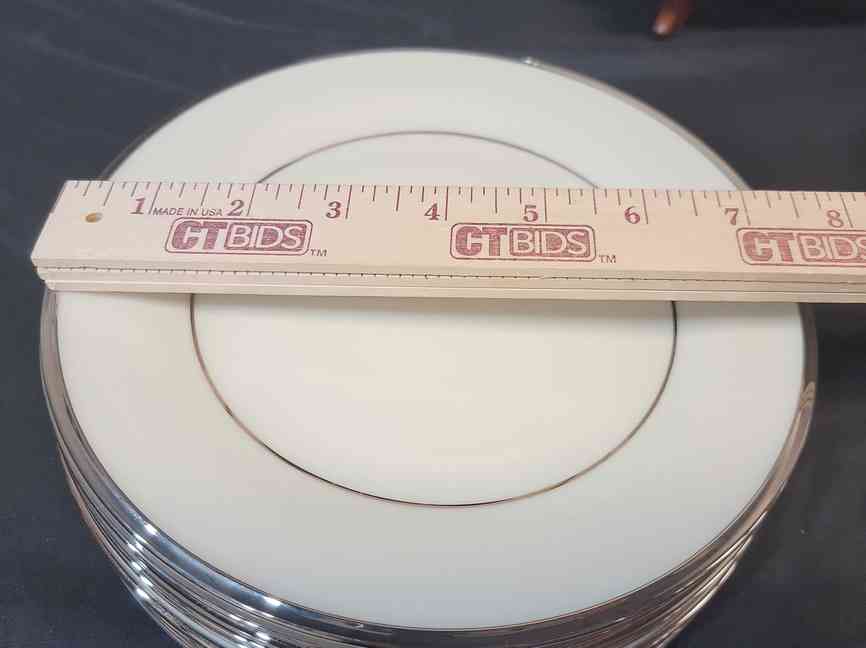 1 2 3 4 5 6 7 8
MADE IN USA
CTBIDS™ CTBIDS™ CTBIDS